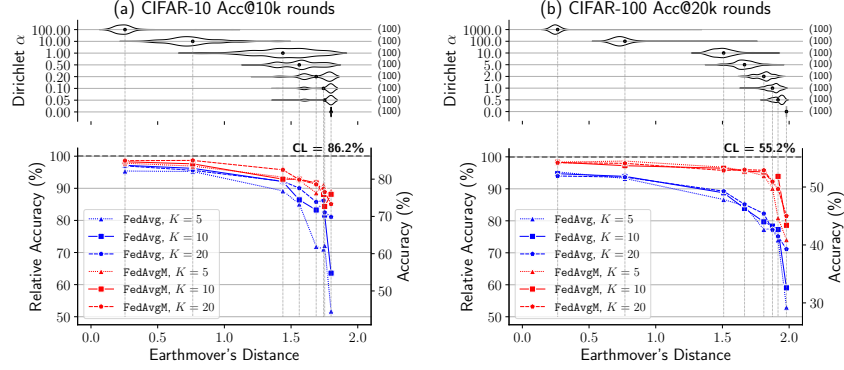 (a) CIFAR-10 Acc@10k rounds
Dirichlet α
100.00 (100)
10.00 (100)
1.00 (100)
0.50 (100)
0.20 (100)
0.10 (100)
0.05 (100)
0.00 (100)
CL = 86.2%
Relative Accuracy (%)
100
90
80
70
60
50
Accuracy (%)
80
70
60
50
FedAvg, K = 5
FedAvg, K = 10
FedAvg, K = 20
FedAvgM, K = 5
FedAvgM, K = 10
FedAvgM, K = 20
0.0 0.5 1.0 1.5 2.0
Earthmover's Distance
(b) CIFAR-100 Acc@20k rounds
Dirichlet α
100.0 (100)
10.0 (100)
10.0 (100)
5.0 (100)
2.0 (100)
1.0 (100)
0.5 (100)
0.0 (100)
CL = 55.2%
Relative Accuracy (%)
100
90
80
70
60
50
Accuracy (%)
50
40
30
FedAvg, K = 5
FedAvg, K = 10
FedAvg, K = 20
FedAvgM, K = 5
FedAvgM, K = 10
FedAvgM, K = 20
0.0 0.5 1.0 1.5 2.0
Earthmover's Distance